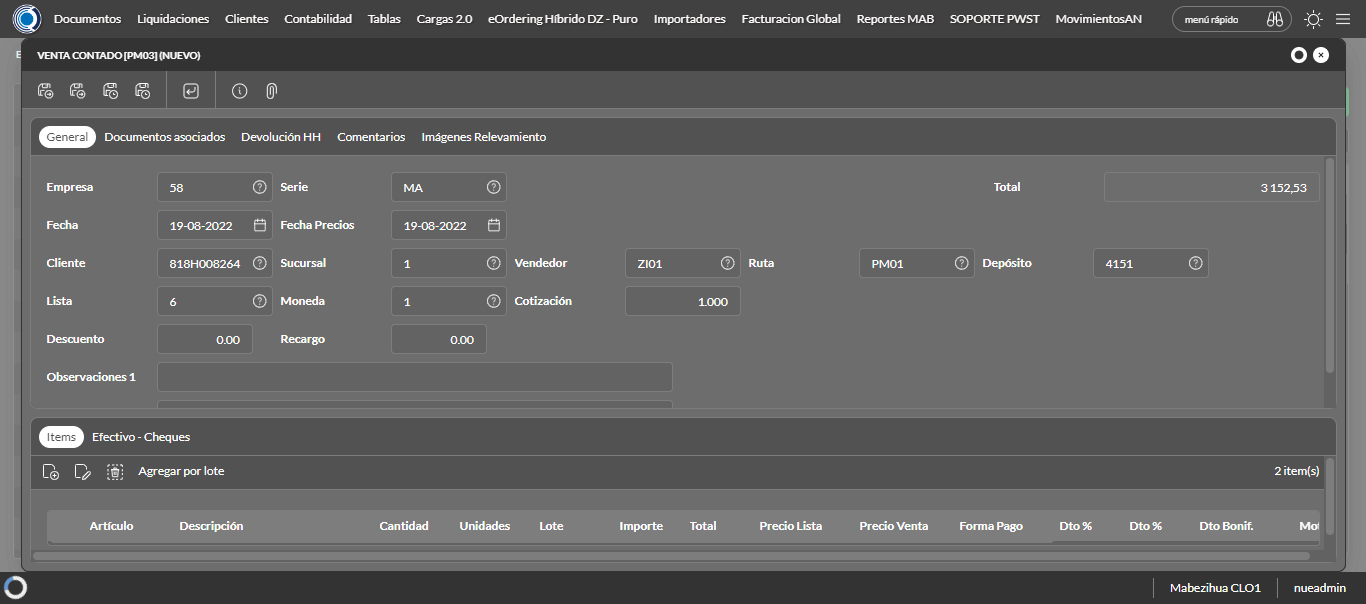 Documentos Liquidaciones Clientes Contabilidad Tablas Cargas 2.0 eOrdering Híbrido DZ - Puro Importadores Facturacion Global Reportes MAB SOPORTE PWST MovimientosAN menú rápido
VENTA CONTADO [PM03] (NUEVO)
General Documentos asociados Devolución HH Comentarios Imágenes Relevamiento
Empresa 58 Serie MA Total 3 152,53
Fecha 19-08-2022 Fecha Precios 19-08-2022
Cliente 818H008264 Sucursal 1 Vendedor ZI01 Ruta PM01 Depósito 4151
Lista 6 Moneda 1 Cotización 1.000
Descuento 0.00 Recargo 0.00
Observaciones 1
Items Efectivo - Cheques
Agregar por lote 2 item(s)
Artículo Descripción Cantidad Unidades Lote Importe Total Precio Lista Precio Venta Forma Pago Dto % Dto % Dto Bonif.
Mabezihua CLO1 nueadmin